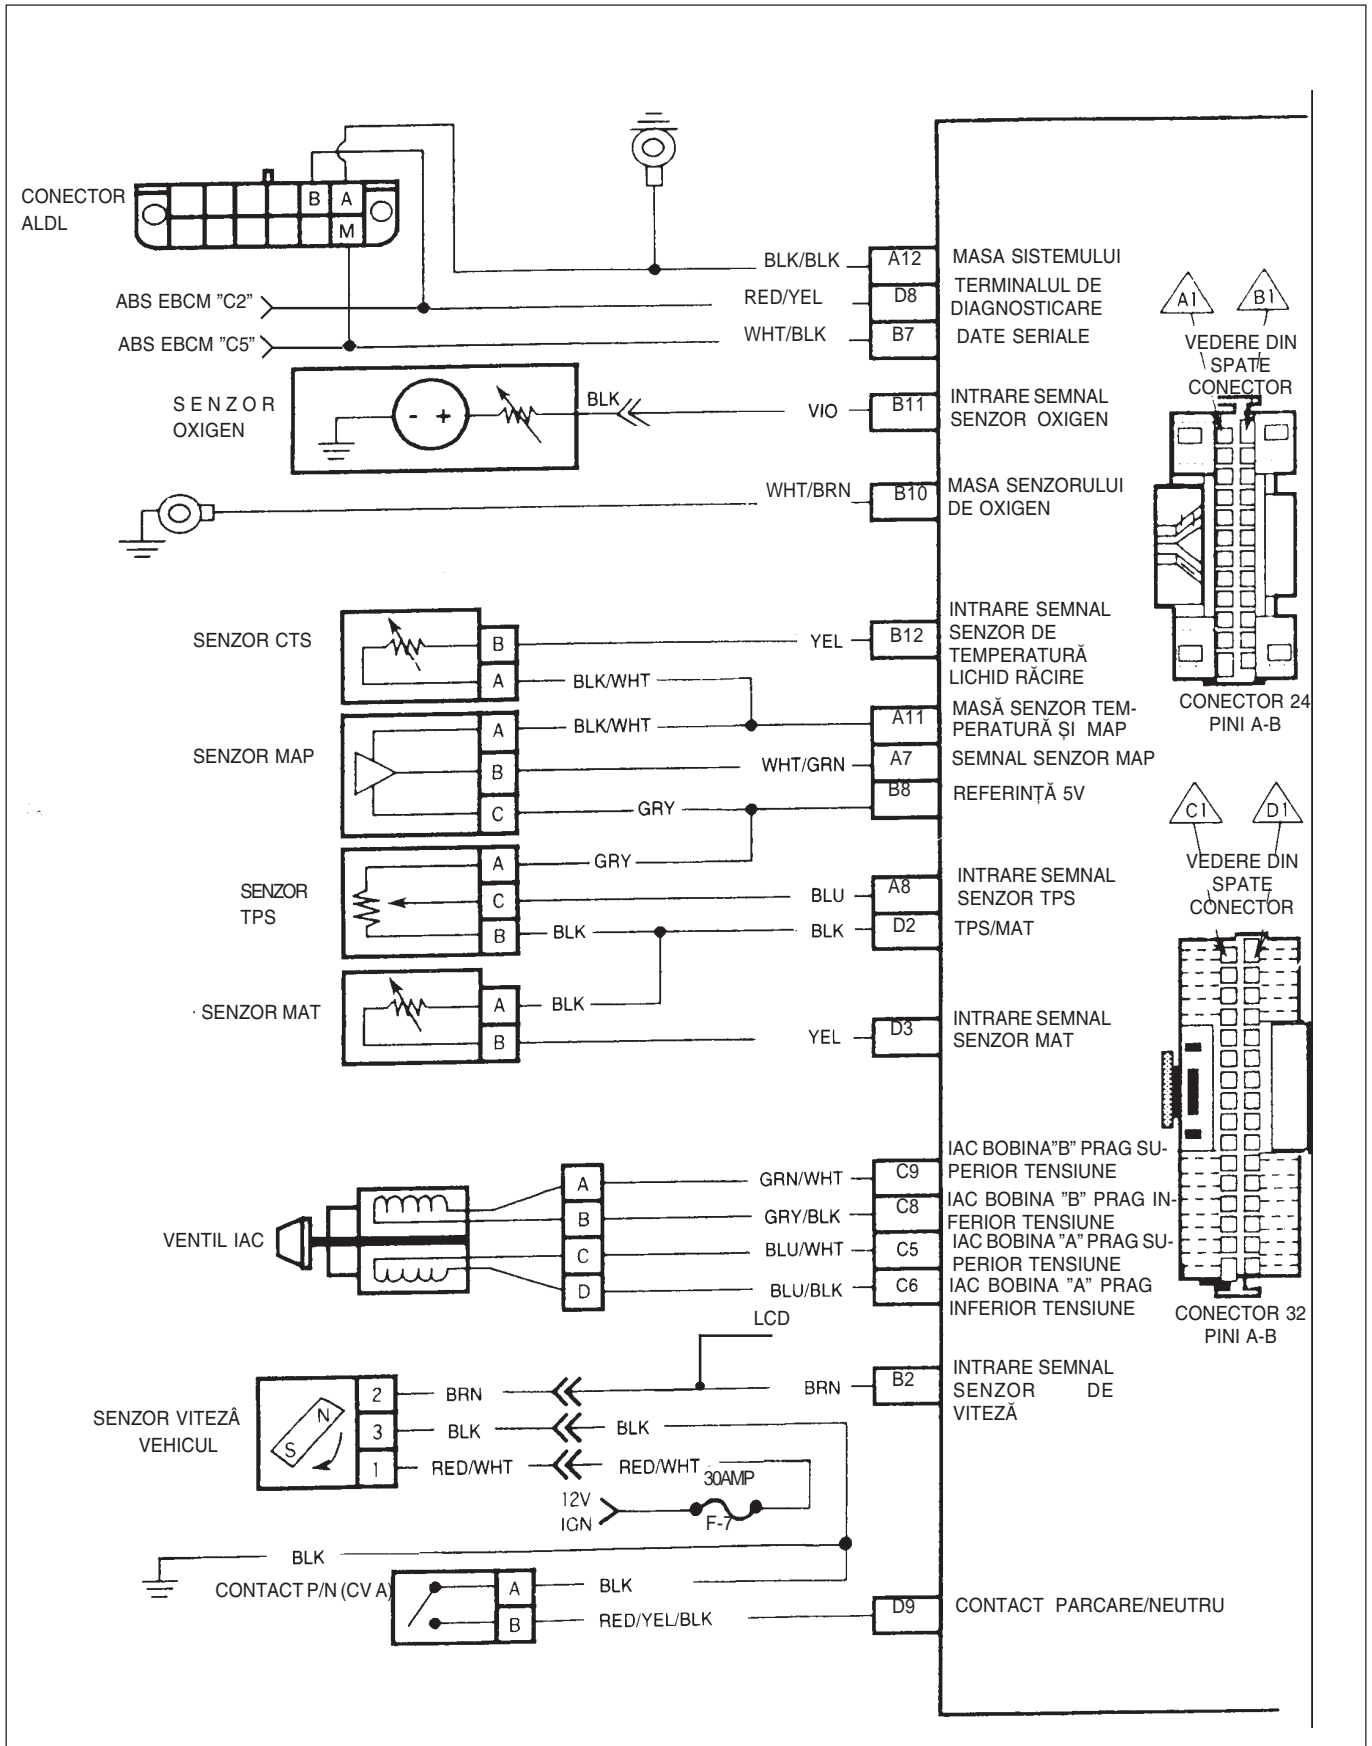 CONECTOR
ALDL
B A
M
BLK/BLK
A12
MASA SISTEMULUI
ABS EBCM "C2"
RED/YEL
D8
TERMINALUL DE
DIAGNOSTICARE
ABS EBCM "C5"
WHT/BLK
B7
DATE SERIALE
A1
B1
VEDERE DIN
SPATE
CONECTOR
SENZOR
OXIGEN
- +
BLK
VIO
B11
INTRARE SEMNAL
SENZOR OXIGEN
WHT/BRN
B10
MASA SENZORULUI
DE OXIGEN
SENZOR CTS
B
A
YEL
BLK/WHT
B12
INTRARE SEMNAL
SENZOR DE
TEMPERATURĂ
LICHID RĂCIRE
CONECTOR 24
PINI A-B
SENZOR MAP
A
B
C
BLK/WHT
A11
MASĂ SENZOR TEM-
PERATURĂ ȘI MAP
WHT/GRN
A7
SEMNAL SENZOR MAP
GRY
B8
REFERINȚĂ 5V
C1
D1
VEDERE DIN
SPATE
CONECTOR
SENZOR
TPS
A
C
B
GRY
BLU
A8
INTRARE SEMNAL
SENZOR TPS
BLK
BLK
D2
TPS/MAT
SENZOR MAT
A
B
BLK
YEL
D3
INTRARE SEMNAL
SENZOR MAT
VENTIL IAC
A
B
C
D
GRN/WHT
C9
IAC BOBINA"B" PRAG SU-
PERIOR TENSIUNE
GRY/BLK
C8
IAC BOBINA "B" PRAG IN-
FERIOR TENSIUNE
BLU/WHT
C5
IAC BOBINA "A" PRAG SU-
PERIOR TENSIUNE
BLU/BLK
C6
IAC BOBINA "A" PRAG
INFERIOR TENSIUNE
CONECTOR 32
PINI A-B
LCD
SENZOR VITEZÂ
VEHICUL
N
S
2
3
1
BRN
BRN
B2
INTRARE SEMNAL
SENZOR DE
VITEZĂ
BLK
BLK
RED/WHT
RED/WHT
30AMP
F-7
12V
IGN
BLK
CONTACT P/N (CV A)
A
B
BLK
RED/YEL/BLK
D9
CONTACT PARCARE/NEUTRU